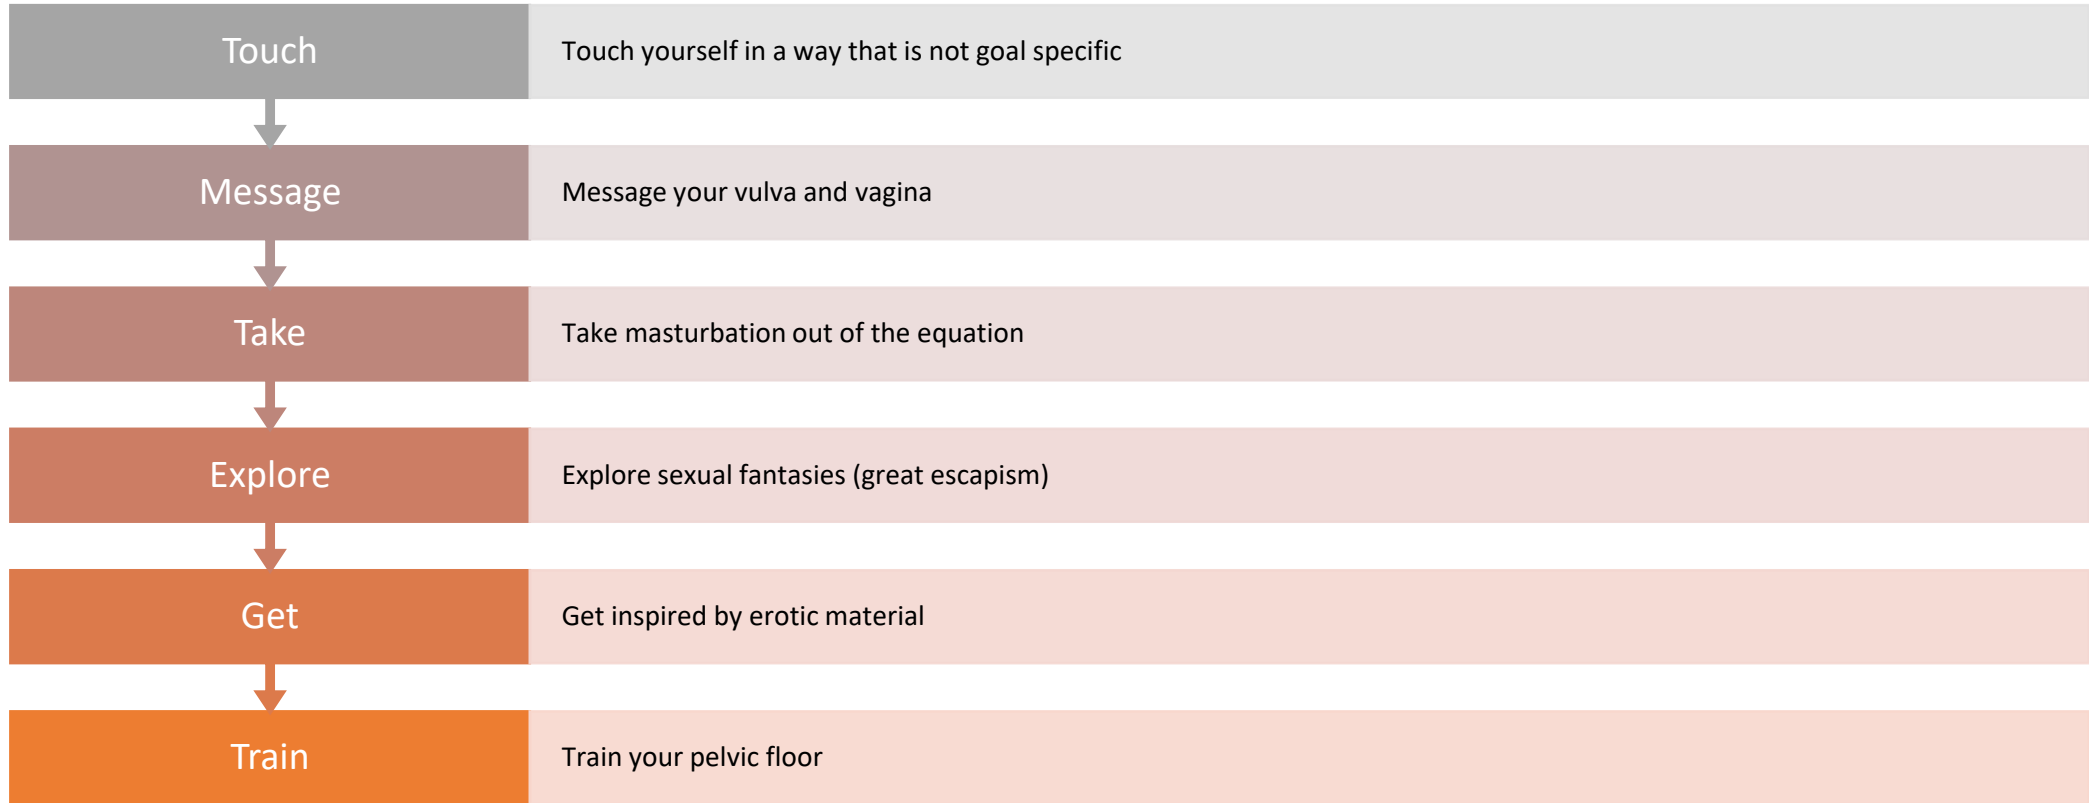 Touch
Touch yourself in a way that is not goal specific
Message
Message your vulva and vagina
Take
Take masturbation out of the equation
Explore
Explore sexual fantasies (great escapism)
Get
Get inspired by erotic material
Train
Train your pelvic floor